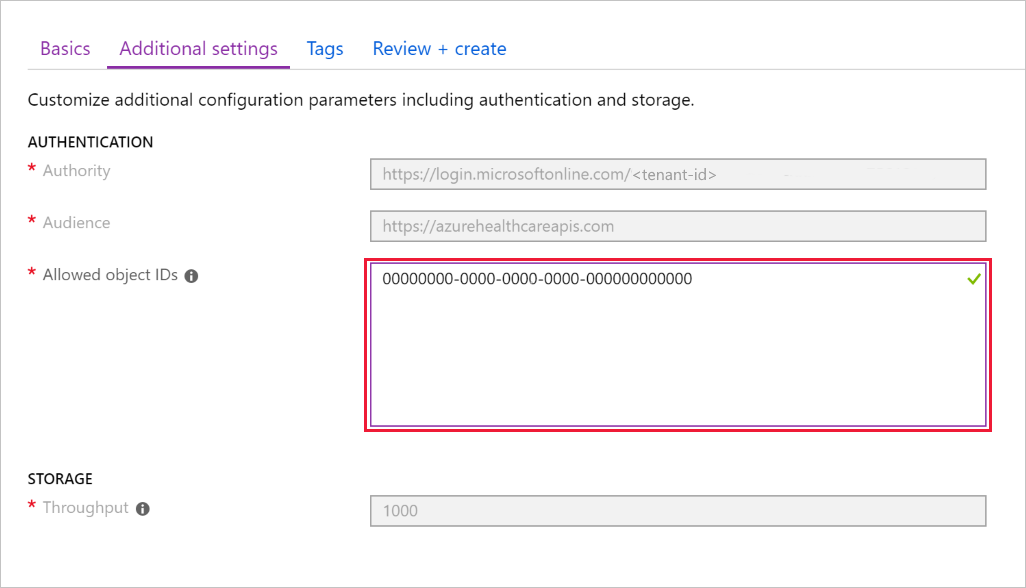 Basics Additional settings Tags Review + create
Customize additional configuration parameters including authentication and storage.
AUTHENTICATION
* Authority https://login.microsoftonline.com/<tenant-id>
* Audience https://azurehealthcareapis.com
* Allowed object IDs 00000000-0000-0000-0000-000000000000
STORAGE
* Throughput 1000